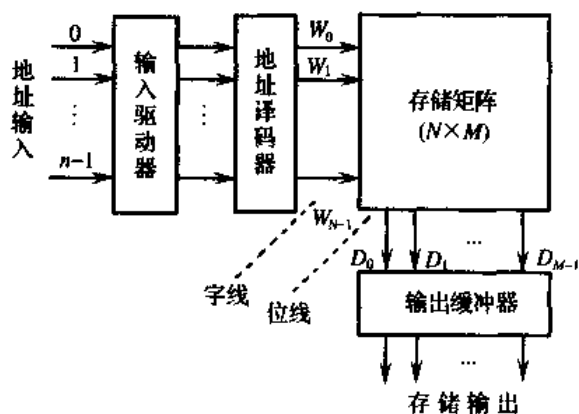 地址输入
0
1
⋮
n-1
输入驱动器
⋮
地址译码器
W₀
W₁
W_{N-1}
存储矩阵
(N×M)
字线
位线
D₀
D₁
...
D_{M-1}
输出缓冲器
...
存储输出